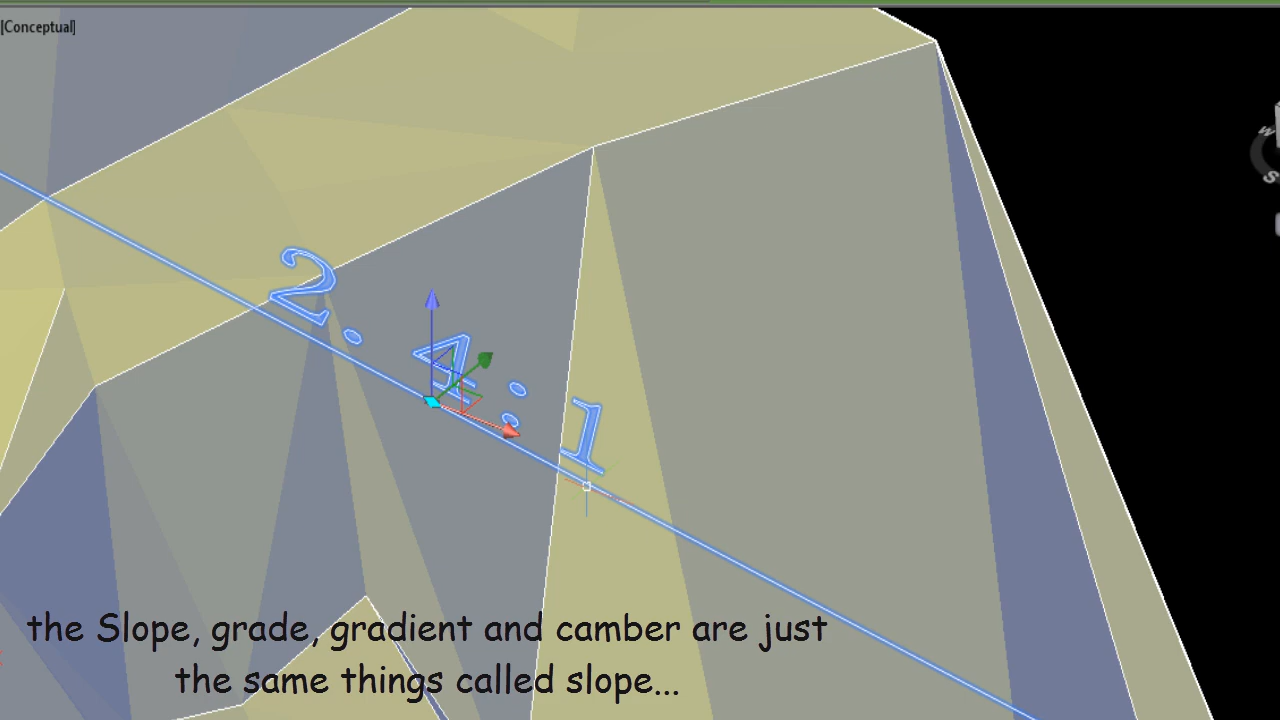 [Conceptual]
W
S
2.4:1
the Slope, grade, gradient and camber are just
the same things called slope...